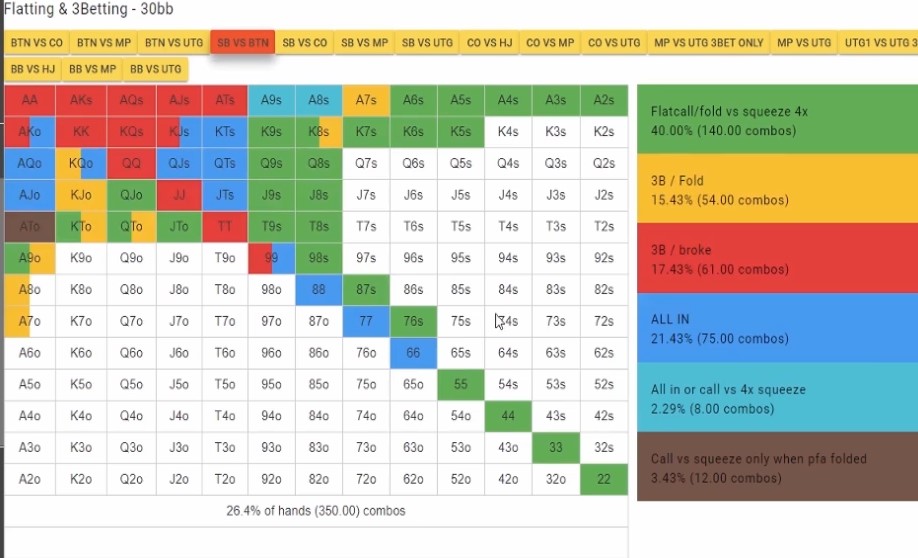 Flatting & 3Betting - 30bb
BTN VS CO BTN VS MP BTN VS UTG SB VS BTN SB VS CO SB VS MP SB VS UTG CO VS HJ CO VS MP CO VS UTG MP VS UTG 3BET ONLY MP VS UTG UTG1 VS UTG 3
BB VS HJ BB VS MP BB VS UTG
AA AKs AQs AJs ATs A9s A8s A7s A6s A5s A4s A3s A2s
AKo KK KQs KJs KTs K9s K8s K7s K6s K5s K4s K3s K2s
AQo KQo QQ QJs QTs Q9s Q8s Q7s Q6s Q5s Q4s Q3s Q2s
AJo KJo QJo JJ JTs J9s J8s J7s J6s J5s J4s J3s J2s
ATo KTo QTo JTo TT T9s T8s T7s T6s T5s T4s T3s T2s
A9o K9o Q9o J9o T9o 99 98s 97s 96s 95s 94s 93s 92s
A8o K8o Q8o J8o T8o 98o 88 87s 86s 85s 84s 83s 82s
A7o K7o Q7o J7o T7o 97o 87o 77 76s 75s 74s 73s 72s
A6o K6o Q6o J6o T6o 96o 86o 76o 66 65s 64s 63s 62s
A5o K5o Q5o J5o T5o 95o 85o 75o 65o 55 54s 53s 52s
A4o K4o Q4o J4o T4o 94o 84o 74o 64o 54o 44 43s 42s
A3o K3o Q3o J3o T3o 93o 83o 73o 63o 53o 43o 33 32s
A2o K2o Q2o J2o T2o 92o 82o 72o 62o 52o 42o 32o 22
26.4% of hands (350.00) combos
Flatcall/fold vs squeeze 4x
40.00% (140.00 combos)
3B / Fold
15.43% (54.00 combos)
3B / broke
17.43% (61.00 combos)
ALL IN
21.43% (75.00 combos)
All in or call vs 4x squeeze
2.29% (8.00 combos)
Call vs squeeze only when pfa folded
3.43% (12.00 combos)